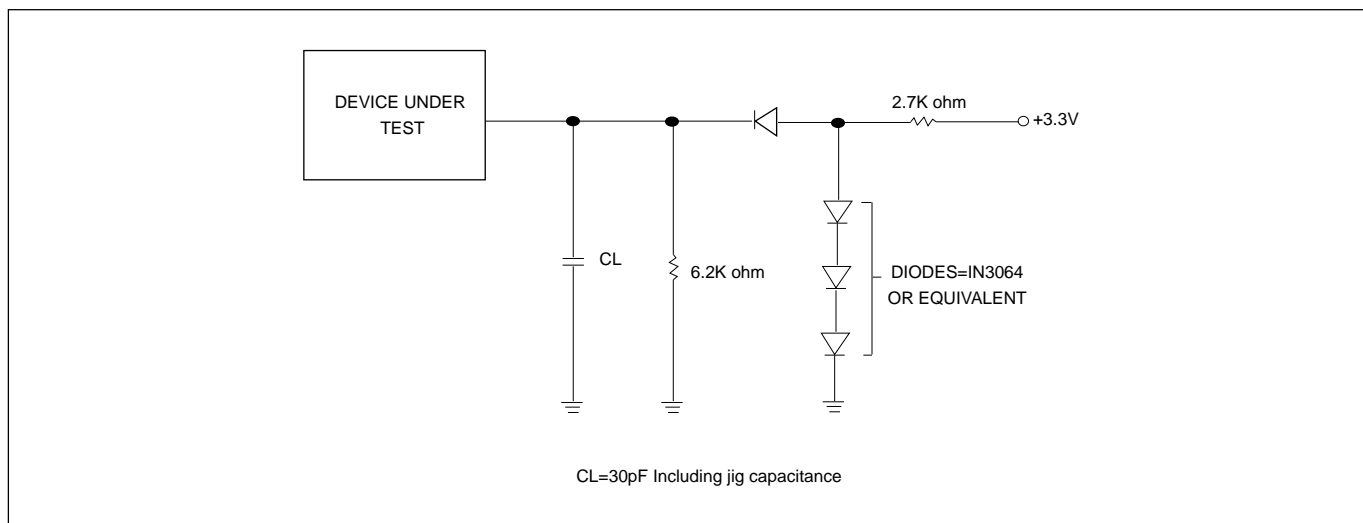 DEVICE UNDER
TEST
2.7K ohm
+3.3V
CL
6.2K ohm
DIODES=IN3064
OR EQUIVALENT
CL=30pF Including jig capacitance